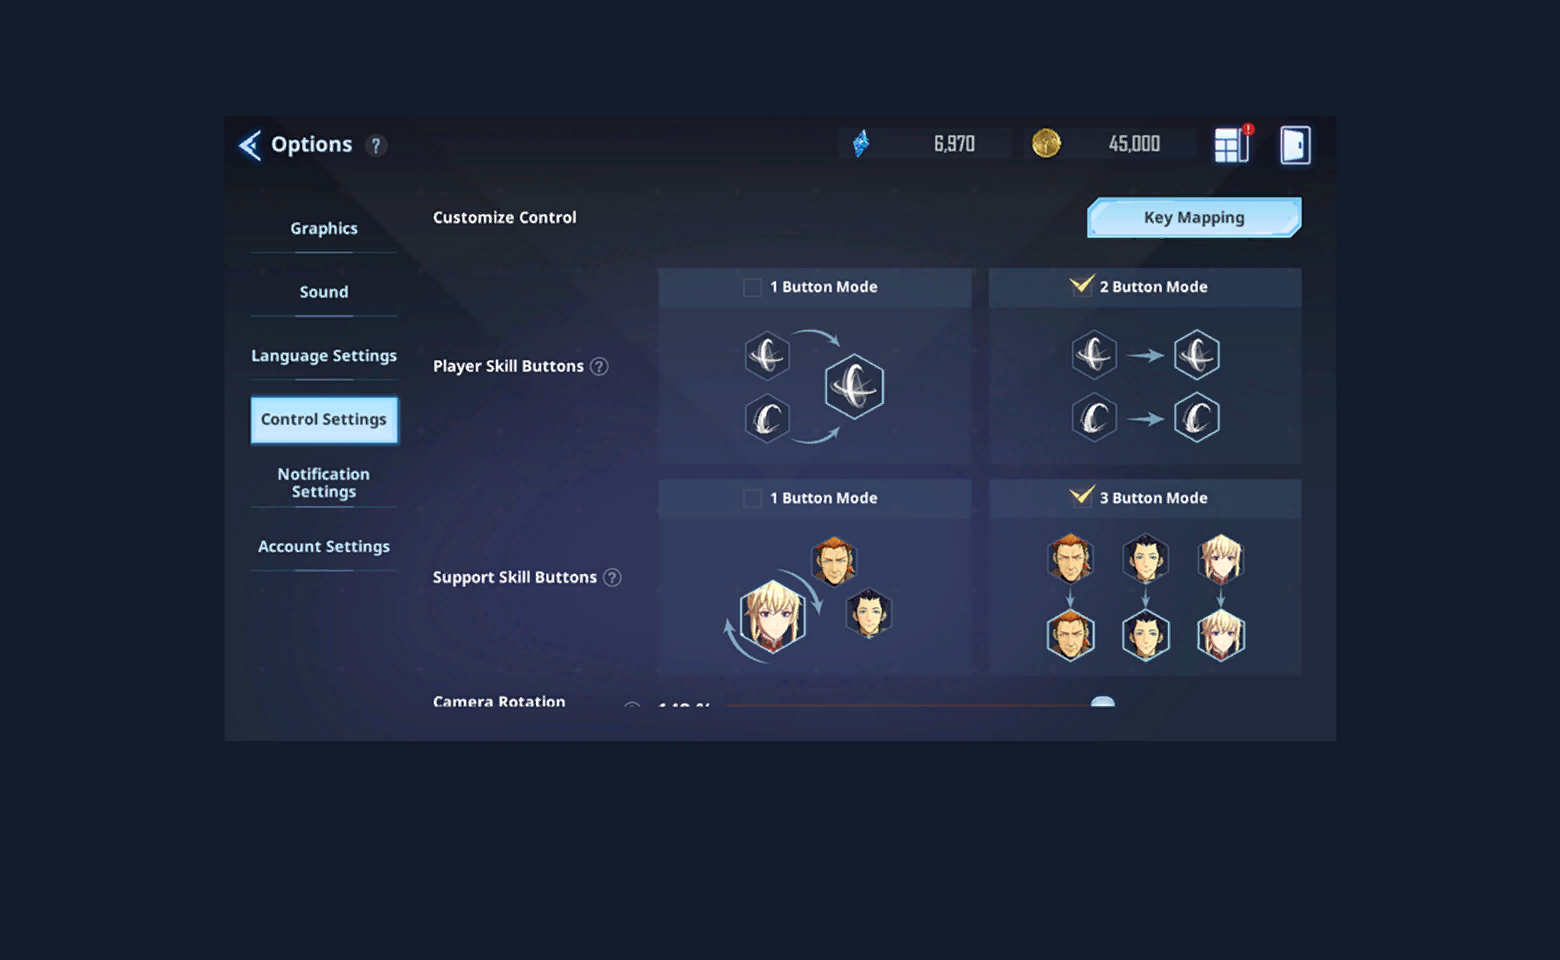 Options ?
6,970
45,000
!
Graphics
Sound
Language Settings
Control Settings
Notification
Settings
Account Settings
Customize Control
Key Mapping
Player Skill Buttons ?
1 Button Mode
2 Button Mode
Support Skill Buttons ?
1 Button Mode
3 Button Mode
Camera Rotation